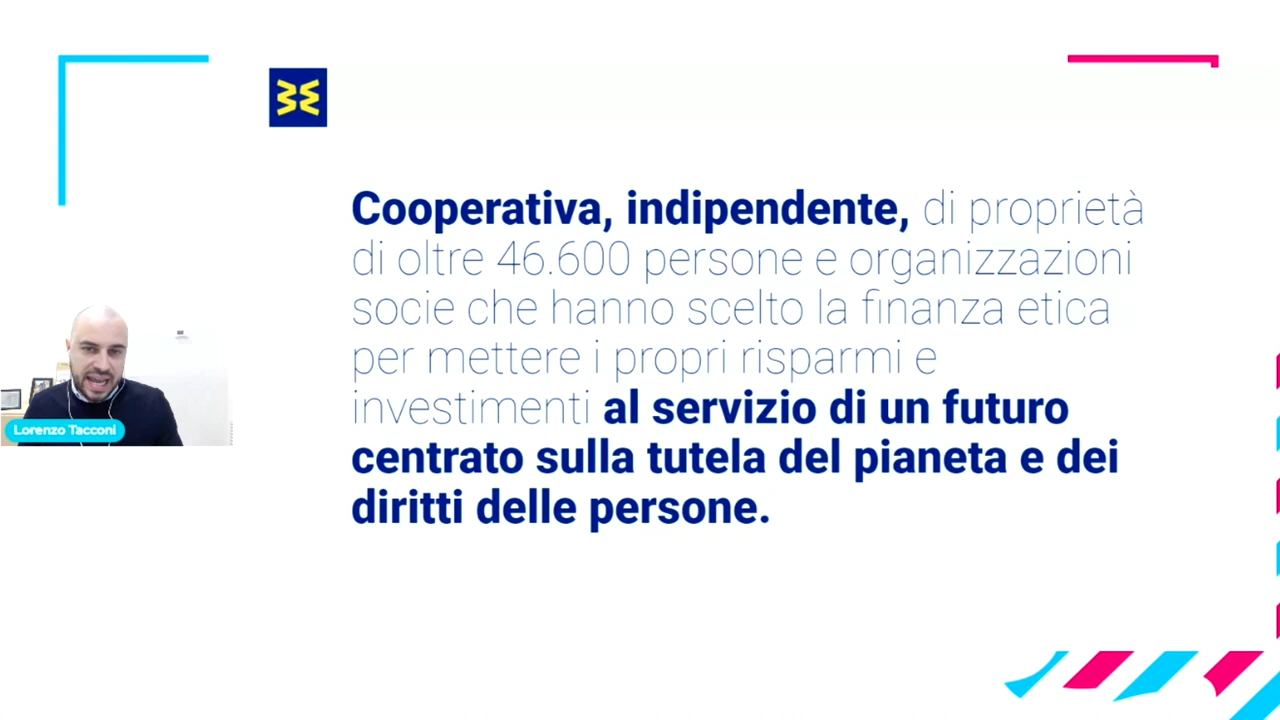 Cooperativa, indipendente, di proprietà
di oltre 46.600 persone e organizzazioni
socie che hanno scelto la finanza etica
per mettere i propri risparmi e
investimenti al servizio di un futuro
centrato sulla tutela del pianeta e dei
diritti delle persone.
Lorenzo Tacconi